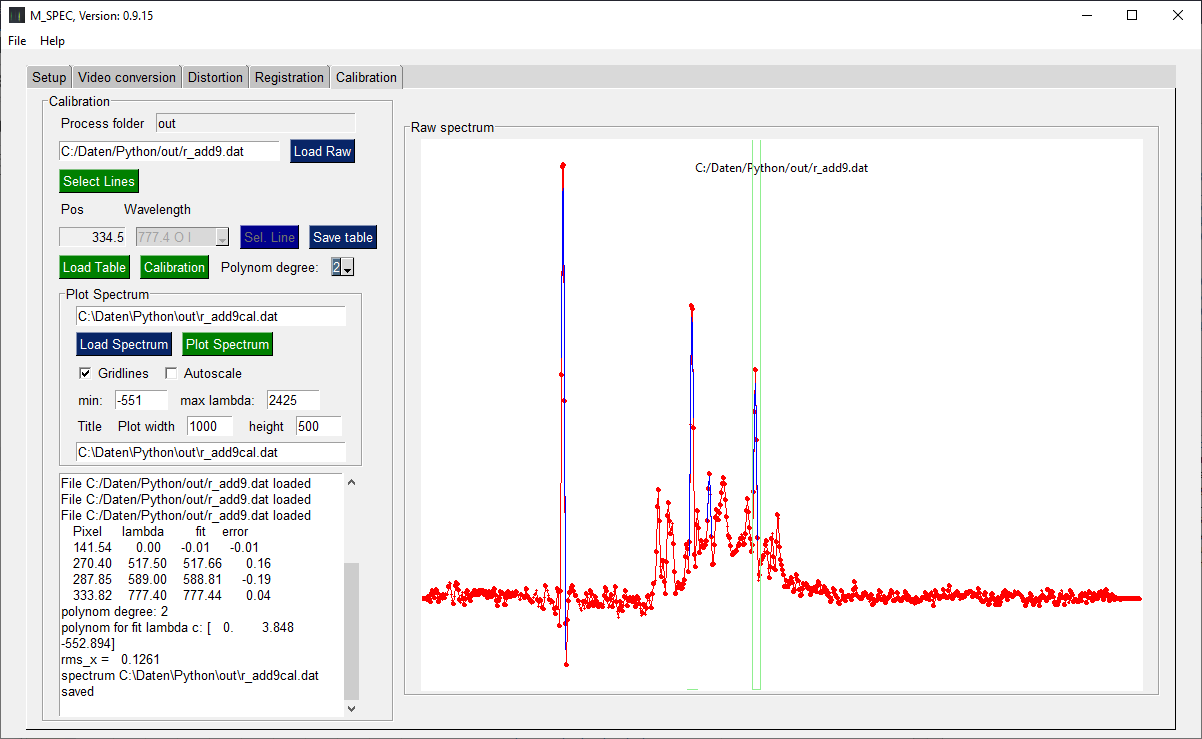 M_SPEC, Version: 0.9.15
File Help
Setup Video conversion Distortion Registration Calibration
Calibration
Process folder out
C:/Daten/Python/out/r_add9.dat Load Raw
Select Lines
Pos Wavelength
334.5 777.4 O I Sel. Line Save table
Load Table Calibration Polynom degree: 2
Plot Spectrum
C:\Daten\Python\out\r_add9cal.dat
Load Spectrum Plot Spectrum
Gridlines Autoscale
min: -551 max lambda: 2425
Title Plot width 1000 height 500
C:\Daten\Python\out\r_add9cal.dat
File C:/Daten/Python/out/r_add9.dat loaded
File C:/Daten/Python/out/r_add9.dat loaded
File C:/Daten/Python/out/r_add9.dat loaded
Pixel lambda fit error
141.54 0.00 -0.01 -0.01
270.40 517.50 517.66 0.16
287.85 589.00 588.81 -0.19
333.82 777.40 777.44 0.04
polynom degree: 2
polynom for fit lambda c: [ 0. 3.848
-552.894]
rms_x = 0.1261
spectrum C:\Daten\Python\out\r_add9cal.dat
saved
Raw spectrum
C:/Daten/Python/out/r_add9.dat